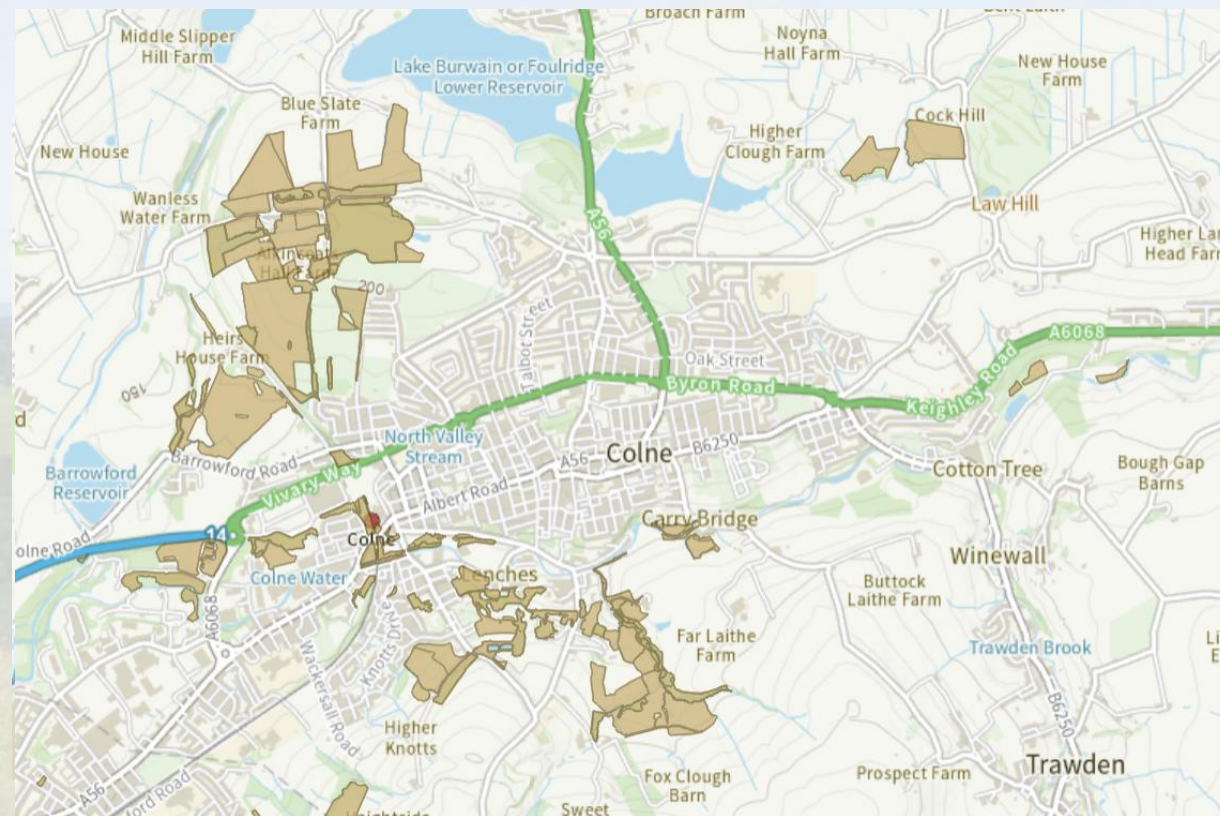 Broach Farm
Middle Slipper
Hill Farm
Noyna
Hall Farm
Lake Burwain or Foulridge
Lower Reservoir
New House
Farm
Blue Slate
Farm
Cock Hill
New House
Higher
Clough Farm
Wanless
Water Farm
Law Hill
A56
Higher
Head Farm
200
Heirs
House Farm
Talbot Street
A6068
Oak Street
150
Byron Road
Keighley Road
North Valley
Stream
B6250
Colne
A56
Barrowford Road
Barrowford
Reservoir
Cotton Tree
Bough Gap
Barns
Vivary Way
Albert Road
Carry Bridge
14
Colne
olne Road
Winewall
Colne Water
Lenches
Buttock
Laithe Farm
A6068
Knotts Drive
Far Laithe
Farm
Trawden Brook
Wackersall Road
B6250
Higher
Knotts
Trawden
Prospect Farm
Fox Clough
Barn
A56
ford Road
Sweet